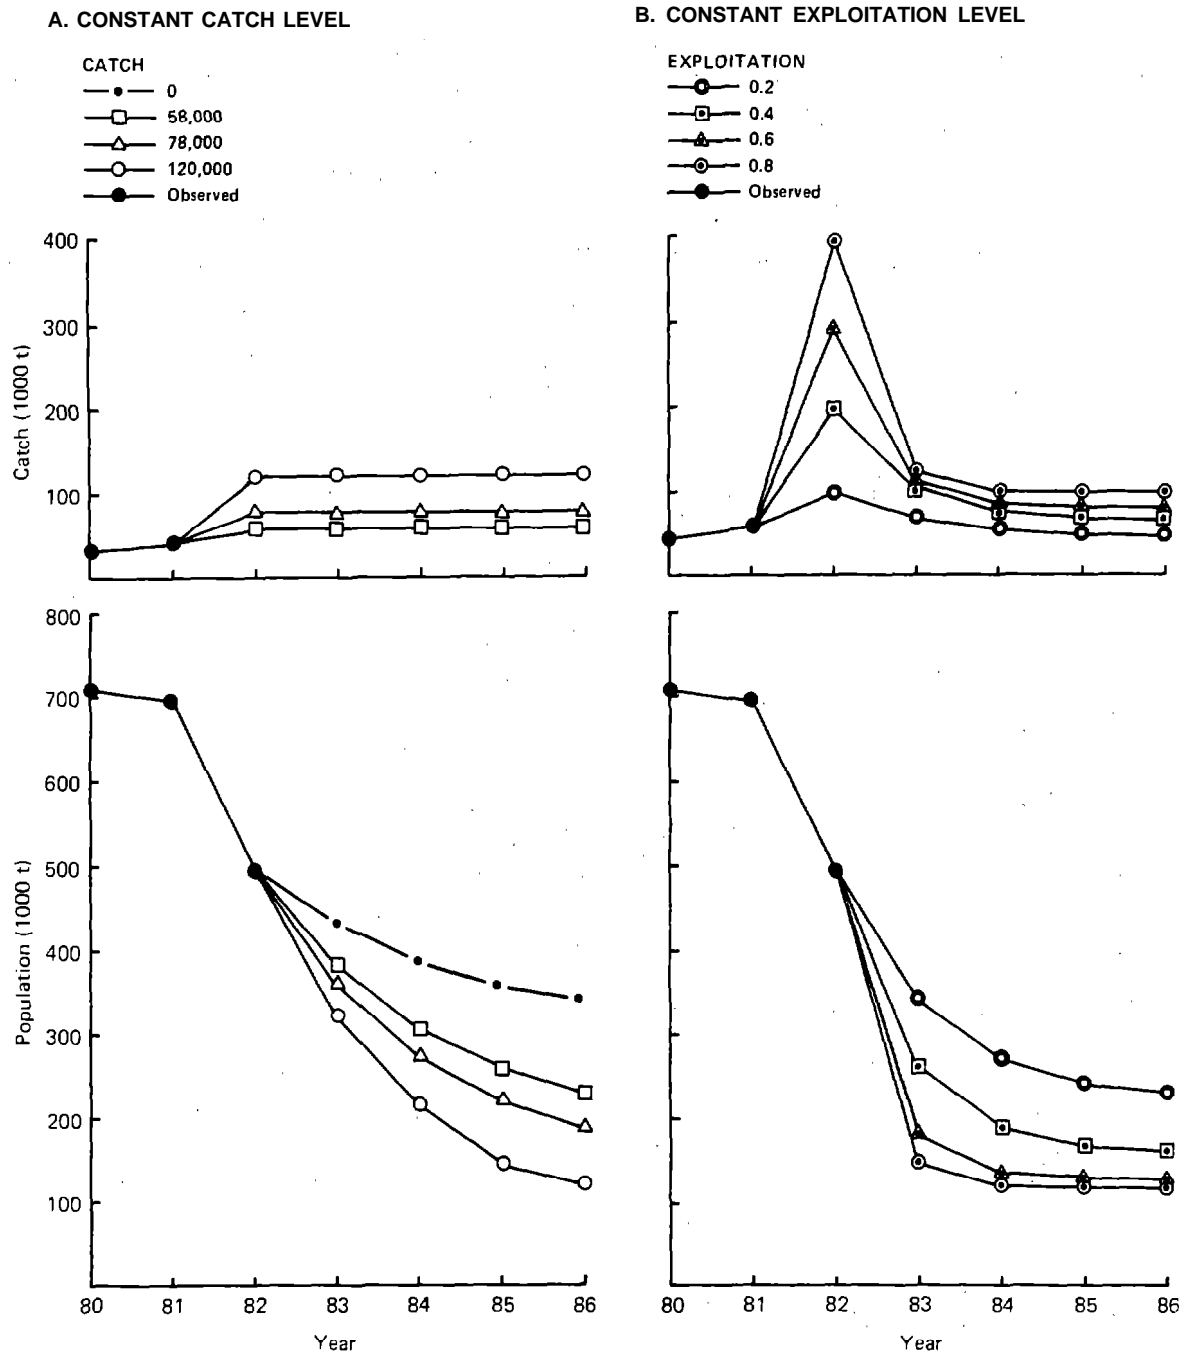 A. CONSTANT CATCH LEVEL
CATCH
0
58,000
78,000
120,000
Observed
400
300
200
100
Catch (1000 t)
800
700
600
500
400
300
200
100
Population (1000 t)
80 81 82 83 84 85 86
Year
B. CONSTANT EXPLOITATION LEVEL
EXPLOITATION
0.2
0.4
0.6
0.8
Observed
80 81 82 83 84 85 86
Year